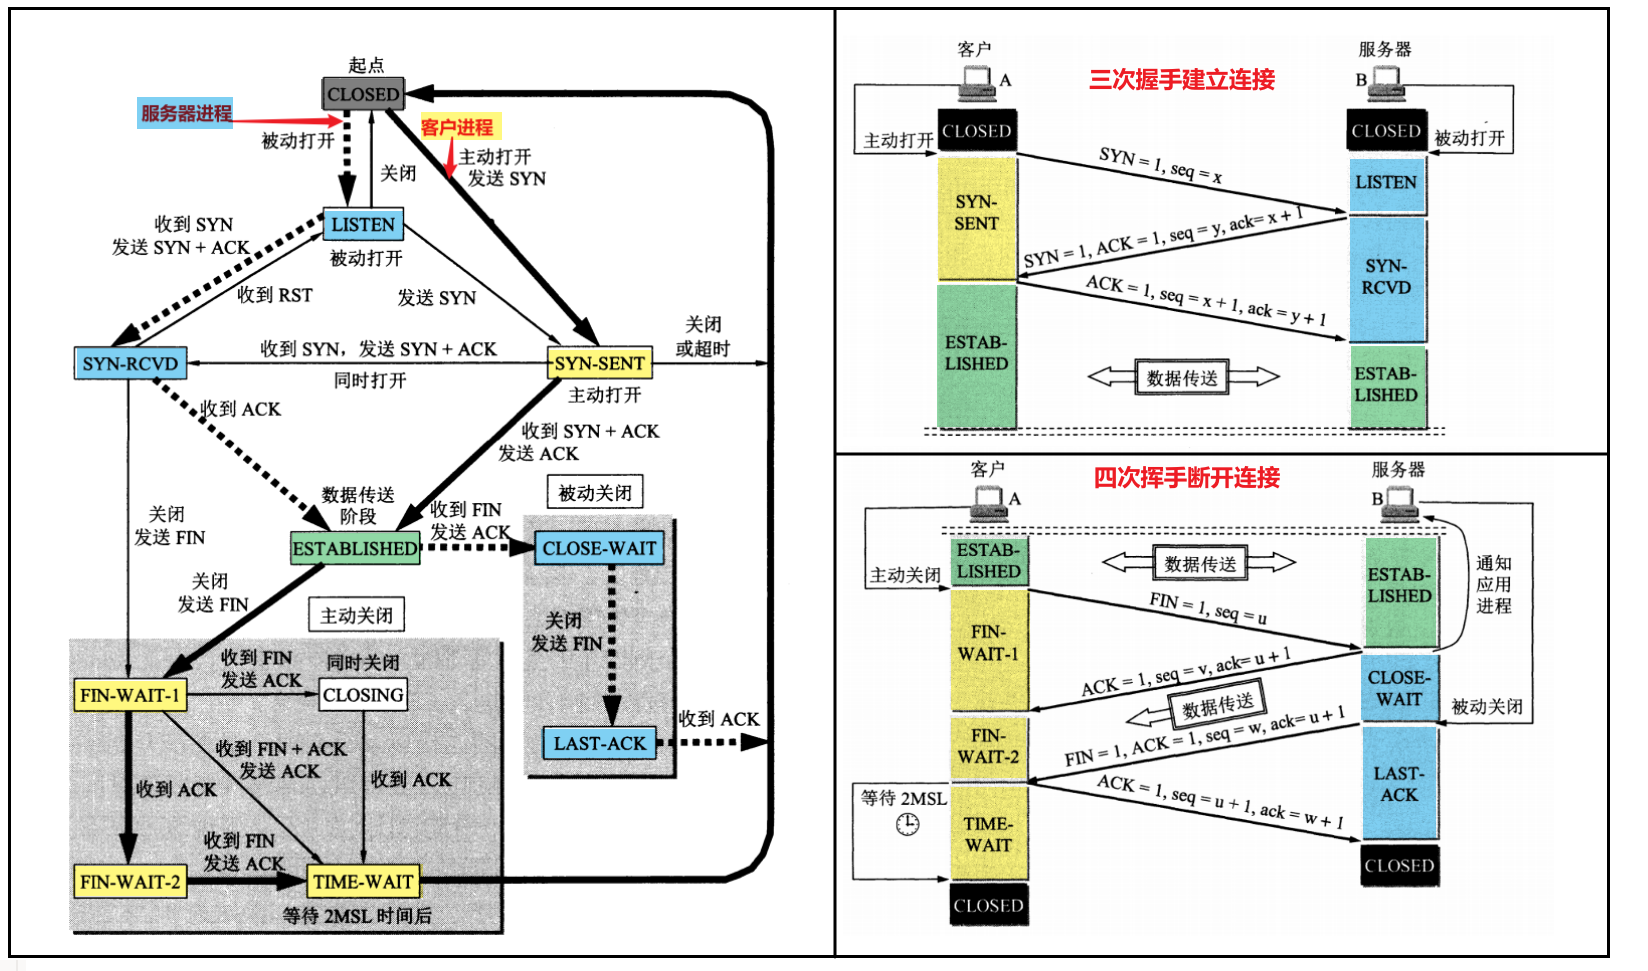 起点
CLOSED
服务器进程
被动打开
客户进程
主动打开
发送 SYN
关闭
收到 SYN
发送 SYN + ACK
LISTEN
被动打开
收到 RST
发送 SYN
关闭
或超时
SYN-RCVD
收到 SYN，发送 SYN + ACK
同时打开
SYN-SENT
主动打开
收到 ACK
收到 SYN + ACK
发送 ACK
关闭
发送 FIN
数据传送
阶段
ESTABLISHED
收到 FIN
发送 ACK
被动关闭
CLOSE-WAIT
关闭
发送 FIN
LAST-ACK
收到 ACK
关闭
发送 FIN
主动关闭
FIN-WAIT-1
收到 FIN
发送 ACK
同时关闭
CLOSING
收到 FIN + ACK
发送 ACK
收到 ACK
收到 ACK
收到 FIN
发送 ACK
FIN-WAIT-2
TIME-WAIT
等待 2MSL 时间后
三次握手建立连接
客户
A
服务器
B
CLOSED
CLOSED
主动打开
被动打开
SYN = 1, seq = x
LISTEN
SYN-
SENT
SYN = 1, ACK = 1, seq = y, ack= x + 1
SYN-
RCVD
ACK = 1, seq = x + 1, ack = y + 1
ESTAB-
LISHED
数据传送
ESTAB-
LISHED
四次挥手断开连接
客户
A
服务器
B
ESTAB-
LISHED
数据传送
ESTAB-
LISHED
通知
应用
进程
主动关闭
FIN = 1, seq = u
FIN-
WAIT-1
ACK = 1, seq = v, ack= u + 1
CLOSE-
WAIT
数据传送
被动关闭
FIN-
WAIT-2
FIN = 1, ACK = 1, seq = w, ack= u + 1
LAST-
ACK
ACK = 1, seq = u + 1, ack = w + 1
等待 2MSL
TIME-
WAIT
CLOSED
CLOSED